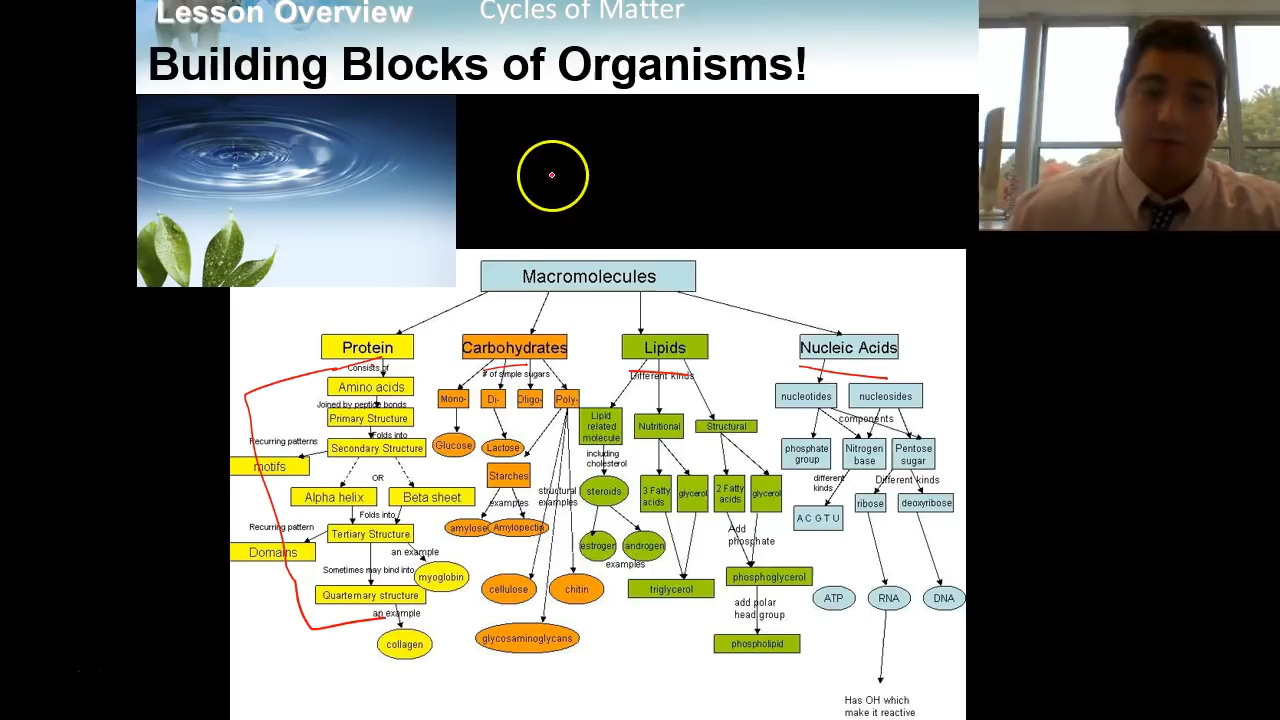 Lesson Overview
Cycles of Matter
Building Blocks of Organisms!
Macromolecules
Protein
Carbohydrates
Lipids
Nucleic Acids
Consists of
# of simple sugars
Different kinds
Amino acids
Mono-
Di-
Oligo-
Poly-
nucleotides
nucleosides
Joined by peptide bonds
Primary Structure
Lipid
related
molecule
Nutritional
Structural
components
Folds into
Recurring patterns
Secondary Structure
Glucose
Lactose
phosphate
group
Nitrogen
base
Pentose
sugar
motifs
including
cholesterol
OR
Starches
different
kinds
Different kinds
Alpha helix
Beta sheet
structural
examples
steroids
3 Fatty
acids
glycerol
2 Fatty
acids
glycerol
ribose
deoxyribose
examples
Folds into
A C G T U
Recurring pattern
Tertiary Structure
amylose
Amylopectin
Add
phosphate
Domains
an example
estrogen
androgen
examples
Sometimes may bind into
myoglobin
phosphoglycerol
Quarternary structure
cellulose
chitin
triglycerol
ATP
RNA
DNA
an example
add polar
head group
collagen
glycosaminoglycans
phospholipid
Has OH which
make it reactive